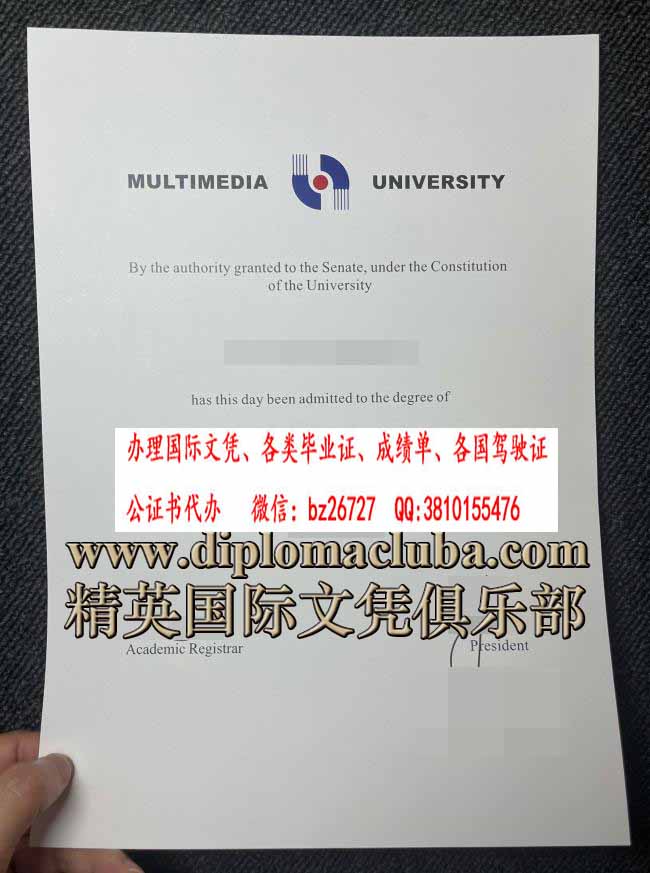 MULTIMEDIA UNIVERSITY
By the authority granted to the Senate, under the Constitution
of the University
has this day been admitted to the degree of
办理国际文凭、各类毕业证、成绩单、各国驾驶证
公证书代办 微信：bz26727 QQ:3810155476
www.diplomacluba.com
精英国际文凭俱乐部
Academic Registrar
President